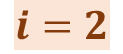 i = 2